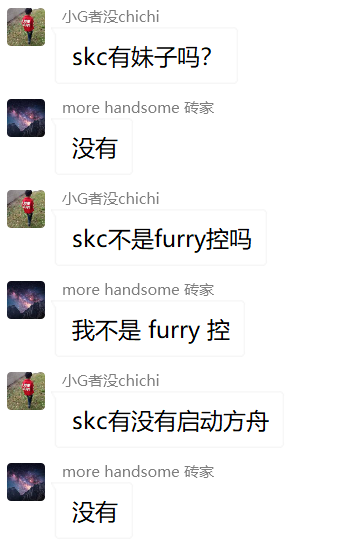 小G者没chichi
skc有妹子吗？
more handsome 砖家
没有
小G者没chichi
skc不是furry控吗
more handsome 砖家
我不是 furry 控
小G者没chichi
skc有没有启动方舟
more handsome 砖家
没有